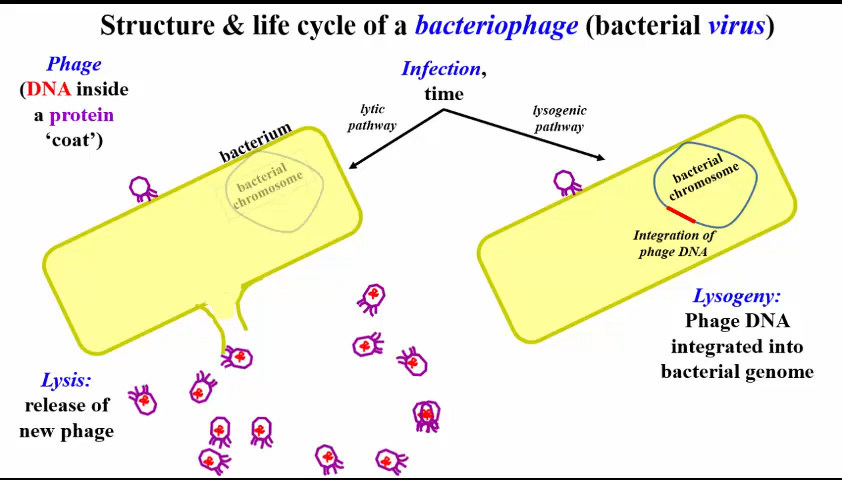 Structure & life cycle of a bacteriophage (bacterial virus)
Phage
(DNA inside
a protein
‘coat’)
Infection,
time
lytic
pathway
lysogenic
pathway
bacterium
bacterial
chromosome
bacterial
chromosome
Integration of
phage DNA
Lysogeny:
Phage DNA
integrated into
bacterial genome
Lysis:
release of
new phage